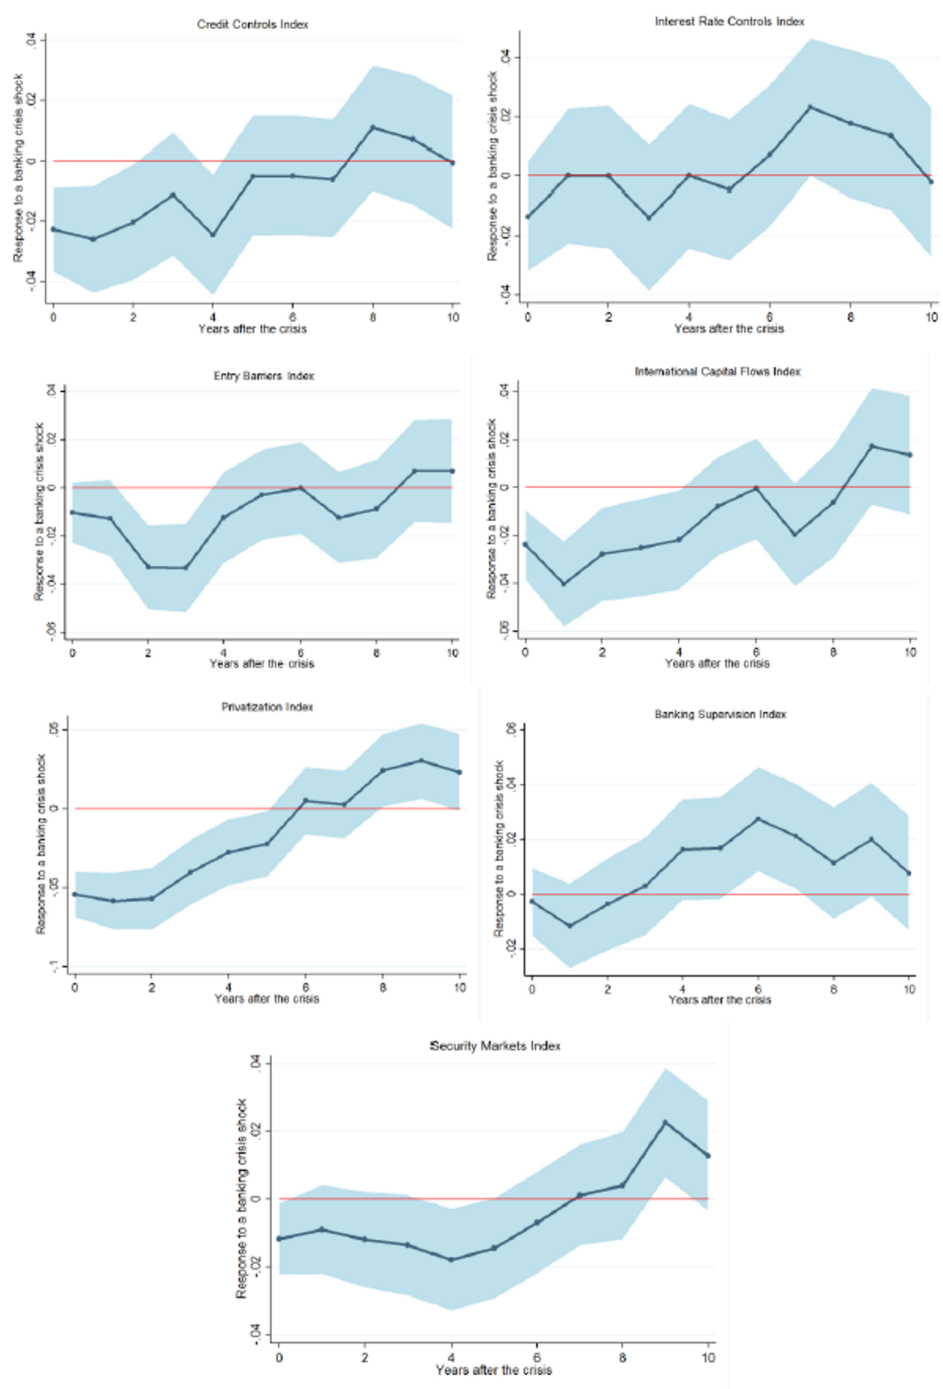 Credit Controls Index
Response to a banking crisis shock
.04
.02
0
-.02
-.04
0 2 4 6 8 10
Years after the crisis
Interest Rate Controls Index
Response to a banking crisis shock
.04
.02
0
-.02
.04
0 2 4 6 8 10
Years after the crisis
Entry Barriers Index
Response to a banking crisis shock
.04
.02
0
-.02
-.04
-.06
0 2 4 6 8 10
Years after the crisis
International Capital Flows Index
Response to a banking crisis shock
.04
.02
0
-.02
-.04
-.06
0 2 4 6 8 10
Years after the crisis
Privatization Index
Response to a banking crisis shock
.05
0
-.05
-.1
0 2 4 6 8 10
Years after the crisis
Banking Supervision Index
Response to a banking crisis shock
.06
.04
.02
0
-.02
0 2 4 6 8 10
Years after the crisis
Security Markets Index
Response to a banking crisis shock
.04
.02
0
-.02
-.04
0 2 4 6 8 10
Years after the crisis